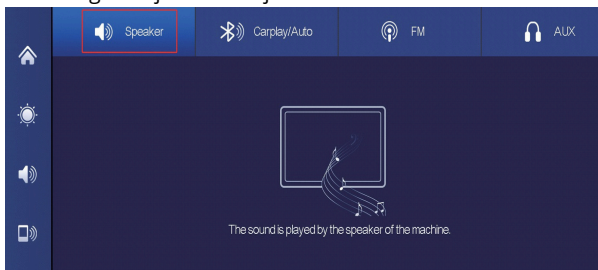 Speaker
Carplay/Auto
FM
AUX
The sound is played by the speaker of the machine.